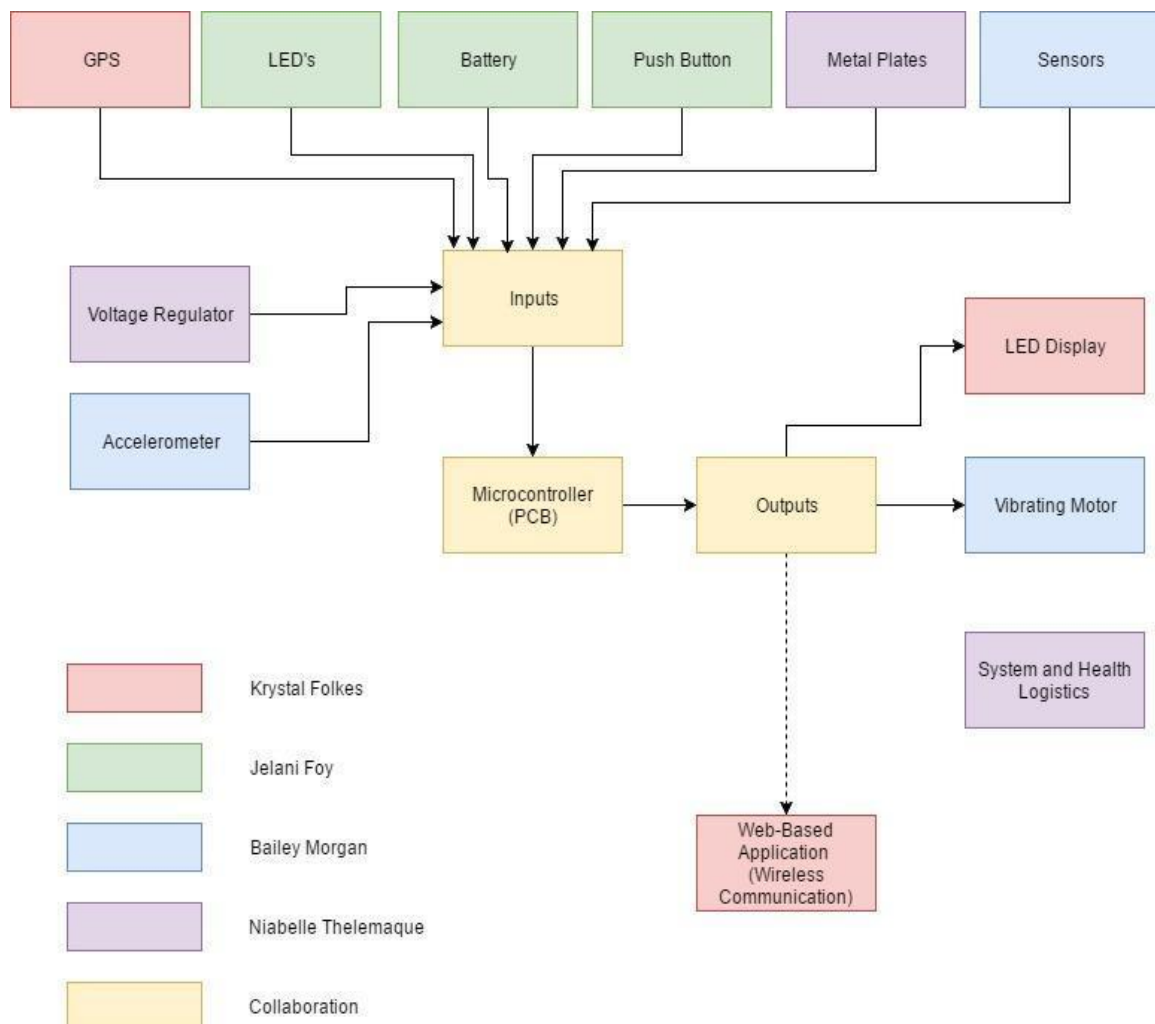 GPS
LED's
Battery
Push Button
Metal Plates
Sensors
Voltage Regulator
Inputs
LED Display
Accelerometer
Microcontroller
(PCB)
Outputs
Vibrating Motor
System and Health
Logistics
Krystal Folkes
Jelani Foy
Web-Based
Application
(Wireless
Communication)
Bailey Morgan
Niabelle Thelemaque
Collaboration